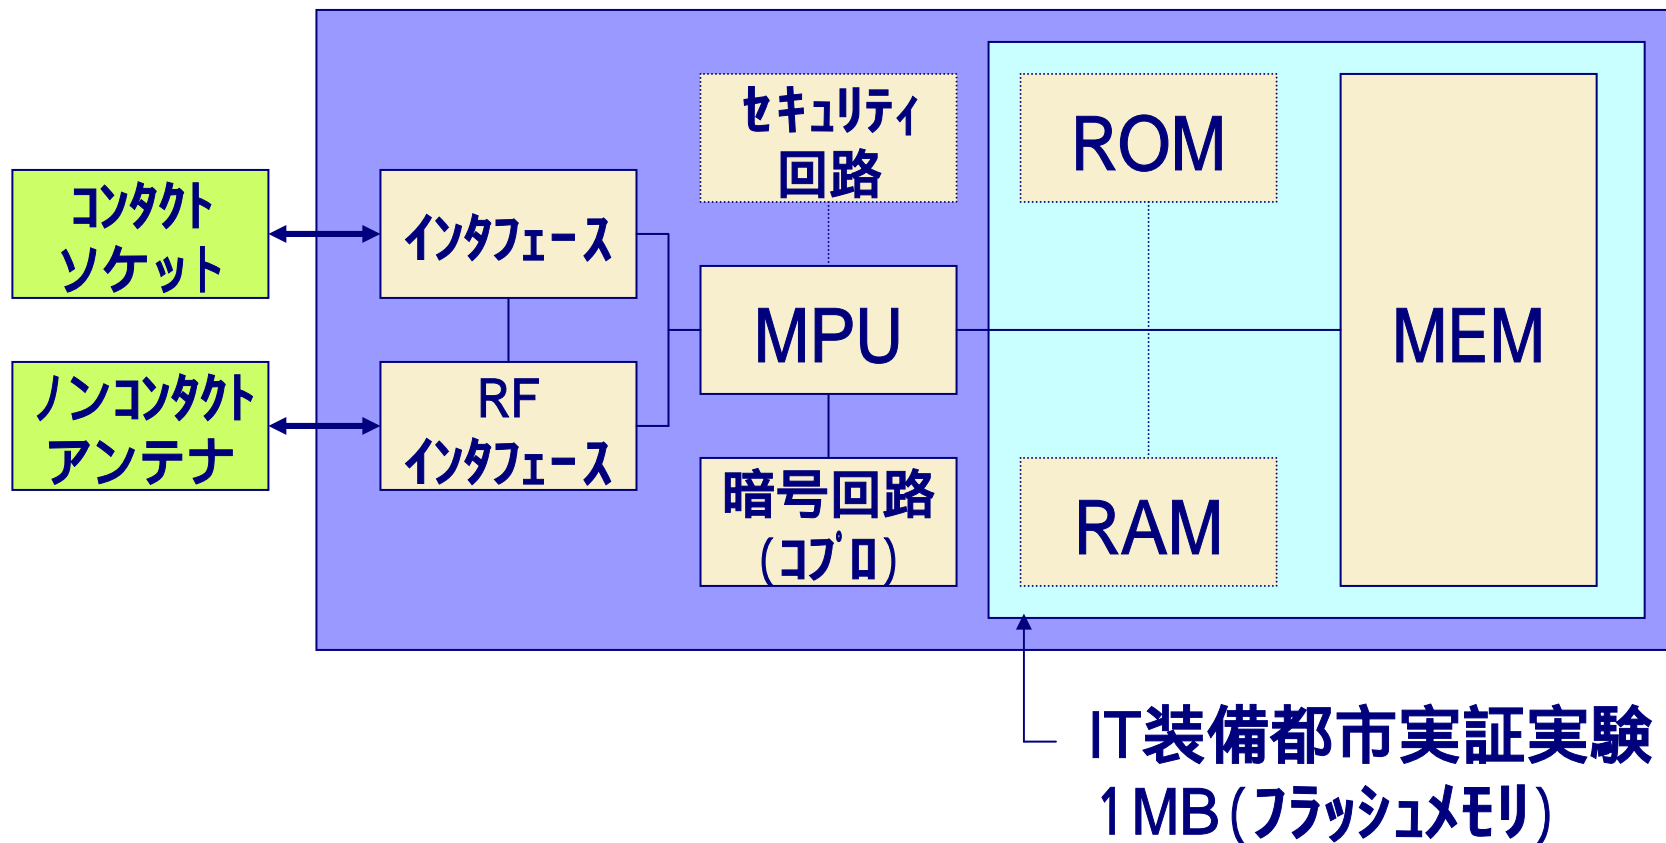 ｺﾝﾀｸﾄ
ソケット
ノンｺﾝﾀｸﾄ
アンテナ
ｲﾝﾀﾌｪｰｽ
RF
ｲﾝﾀﾌｪｰｽ
ｾｷｭﾘﾃｨ
回路
MPU
暗号回路
(ｺﾌﾟﾛ)
ROM
RAM
MEM
IT装備都市実証実験
1MB(ﾌﾗｯｼｭﾒﾓﾘ)